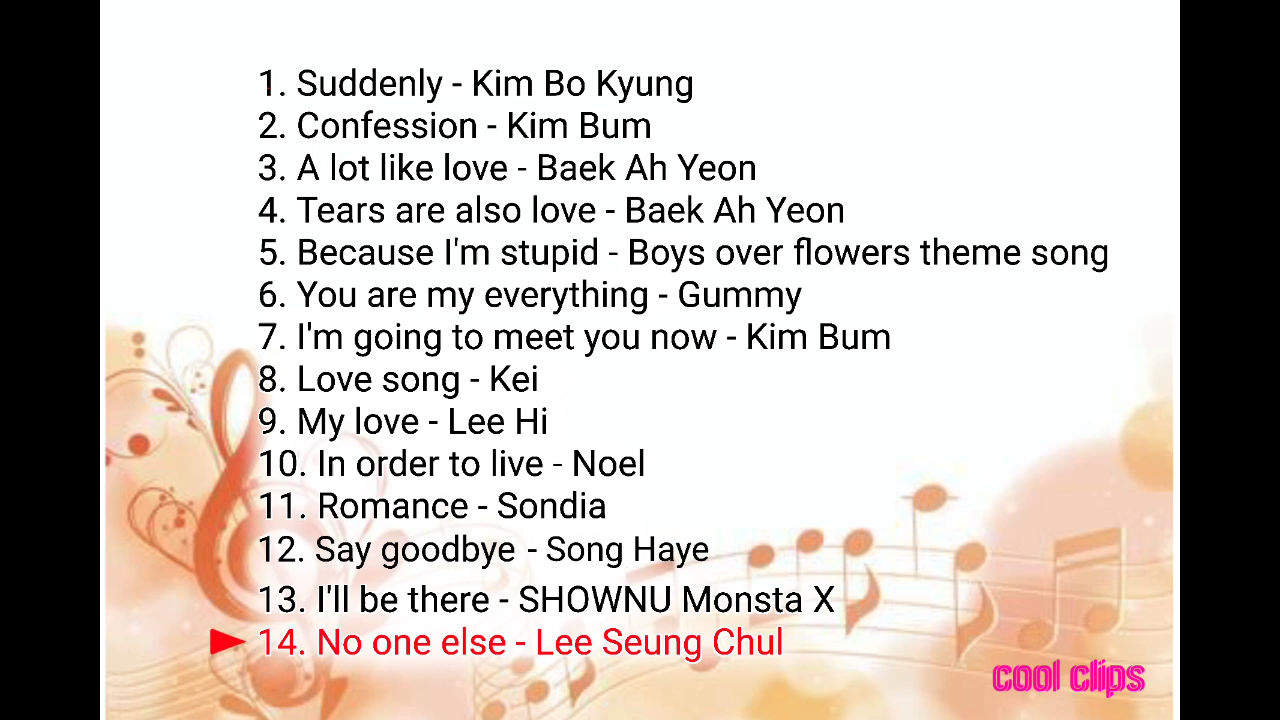 1. Suddenly - Kim Bo Kyung
2. Confession - Kim Bum
3. A lot like love - Baek Ah Yeon
4. Tears are also love - Baek Ah Yeon
5. Because I'm stupid - Boys over flowers theme song
6. You are my everything - Gummy
7. I'm going to meet you now - Kim Bum
8. Love song - Kei
9. My love - Lee Hi
10. In order to live - Noel
11. Romance - Sondia
12. Say goodbye - Song Haye
13. I'll be there - SHOWNU Monsta X
14. No one else - Lee Seung Chul
cool clips